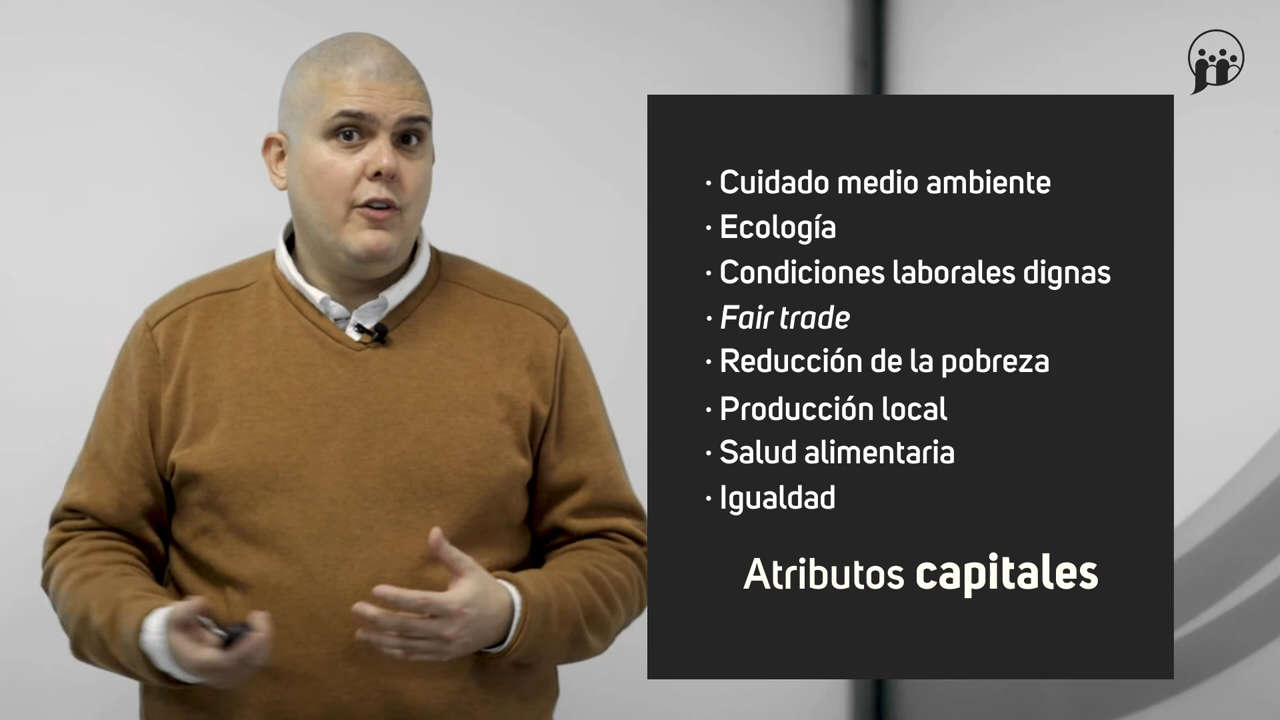 · Cuidado medio ambiente
· Ecología
· Condiciones laborales dignas
· Fair trade
· Reducción de la pobreza
· Producción local
· Salud alimentaria
· Igualdad
Atributos capitales